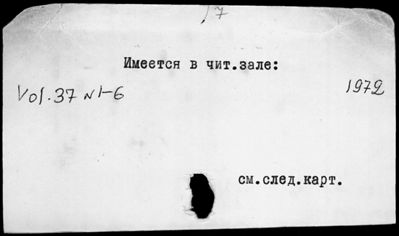 17
Имеется в чит.зале:
Vol.37 N1-6 1972
см.след.карт.